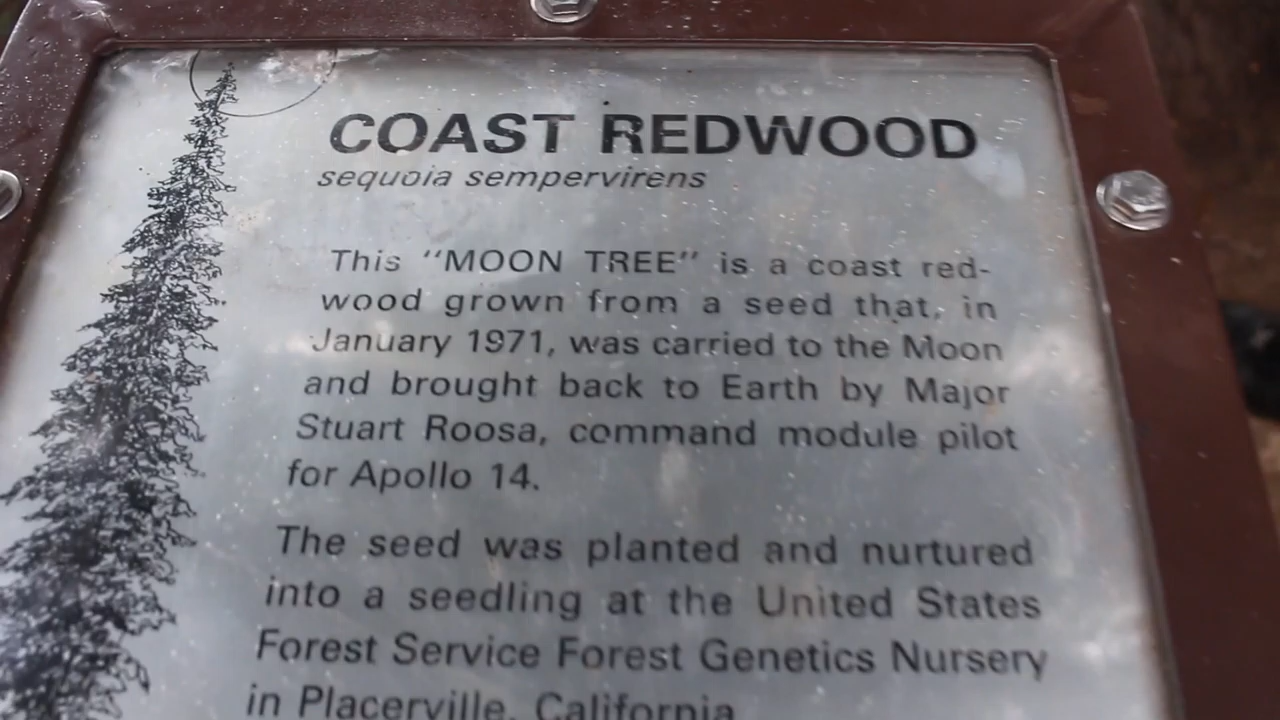 COAST REDWOOD
sequoia sempervirens
This "MOON TREE" is a coast red-
wood grown from a seed that, in
January 1971, was carried to the Moon
and brought back to Earth by Major
Stuart Roosa, command module pilot
for Apollo 14.
The seed was planted and nurtured
into a seedling at the United States
Forest Service Forest Genetics Nursery
in Placerville, California